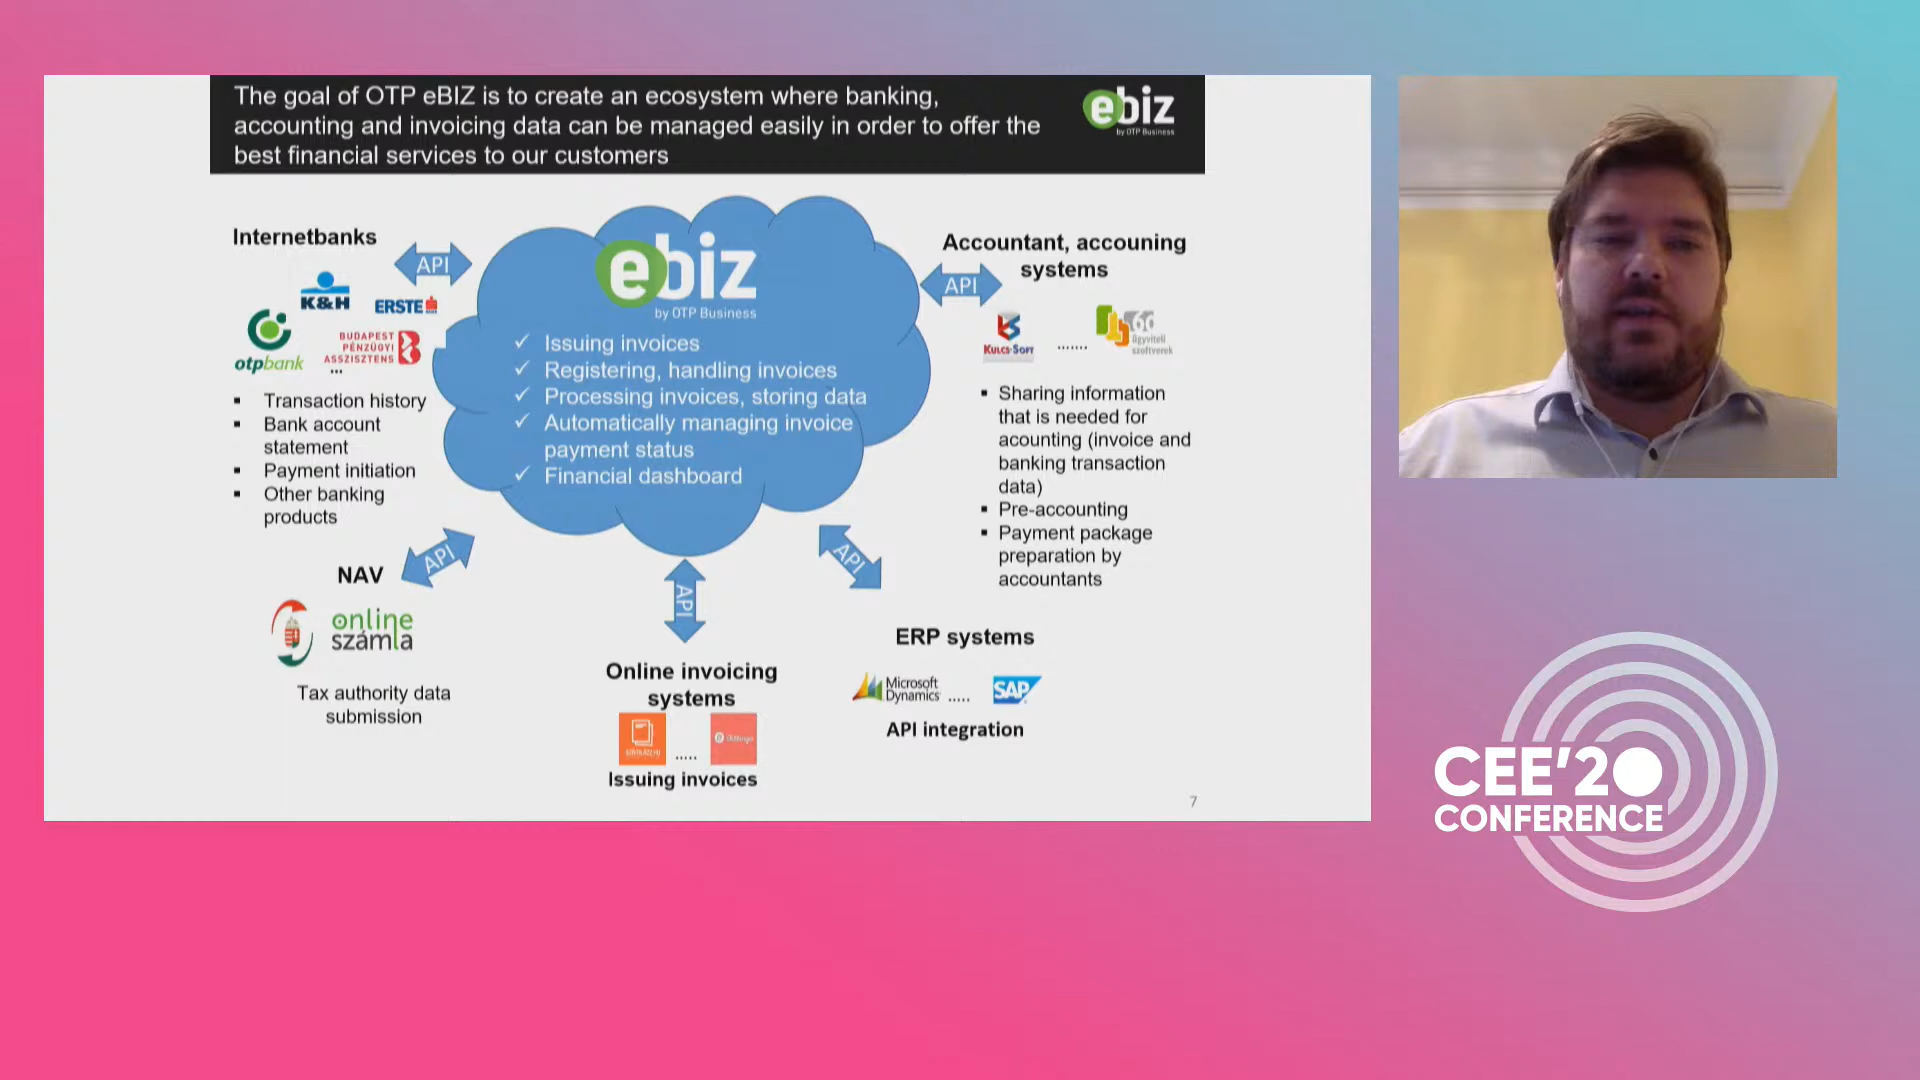 The goal of OTP eBIZ is to create an ecosystem where banking,
accounting and invoicing data can be managed easily in order to offer the
best financial services to our customers
ebiz
by OTP Business
Internetbanks
API
K&H
ERSTE
otpbank
BUDAPEST
PÉNZÜGYI
ASSZISZTENS
...
▪ Transaction history
▪ Bank account
statement
▪ Payment initiation
▪ Other banking
products
ebiz
by OTP Business
✓ Issuing invoices
✓ Registering, handling invoices
✓ Processing invoices, storing data
✓ Automatically managing invoice
payment status
✓ Financial dashboard
API
Accountant, accouning
systems
KULCS-SOFT
.......
ügyviteli
szoftverek
▪ Sharing information
that is needed for
acounting (invoice and
banking transaction
data)
▪ Pre-accounting
▪ Payment package
preparation by
accountants
API
NAV
online
számla
Tax authority data
submission
API
Online invoicing
systems
.....
Issuing invoices
API
ERP systems
Microsoft
Dynamics
.....
SAP
API integration
7
CEE'20
CONFERENCE